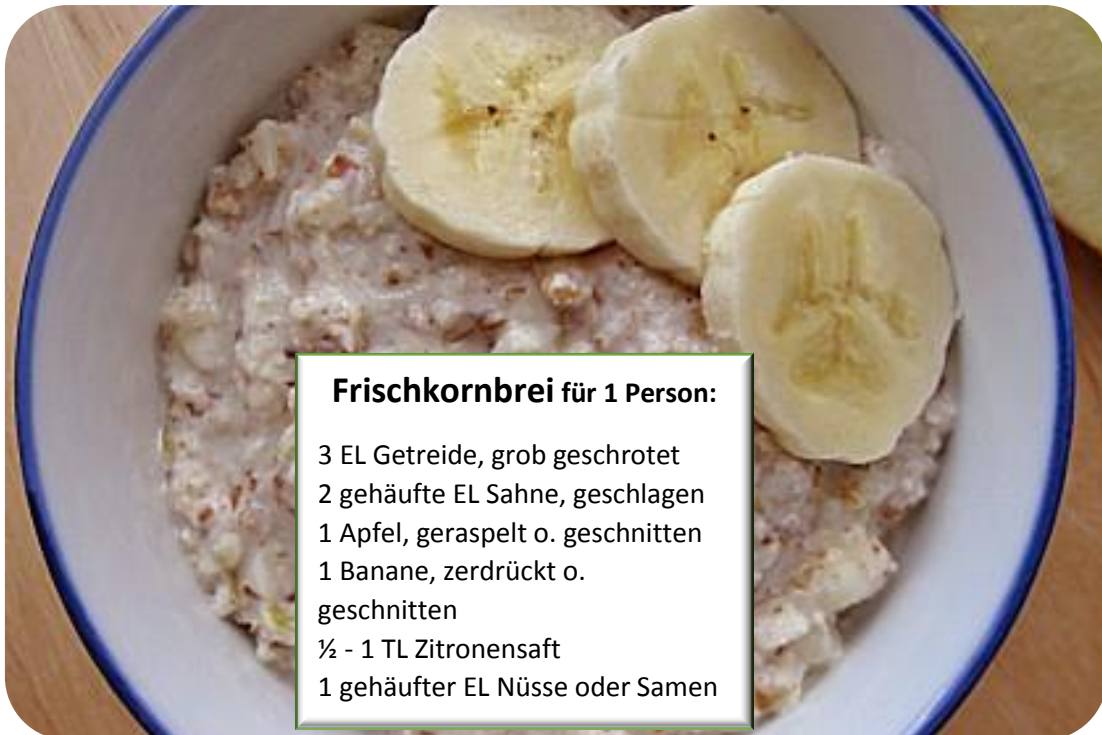 Frischkornbrei für 1 Person:
3 EL Getreide, grob geschrotet
2 gehäufte EL Sahne, geschlagen
1 Apfel, geraspelt o. geschnitten
1 Banane, zerdrückt o.
geschnitten
½ - 1 TL Zitronensaft
1 gehäufter EL Nüsse oder Samen